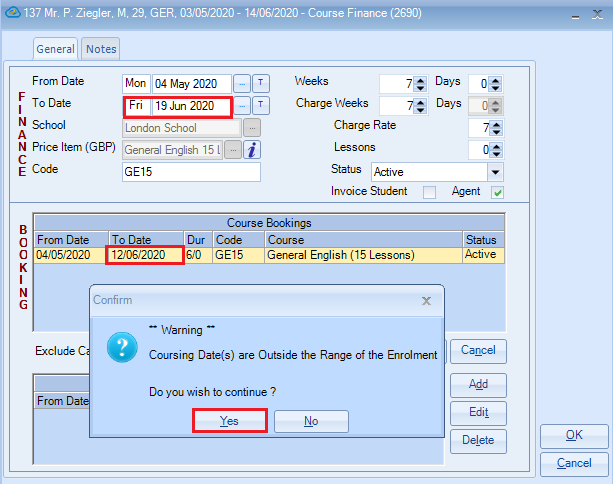 137 Mr. P. Ziegler, M, 29, GER, 03/05/2020 - 14/06/2020 - Course Finance (2690)
General Notes
FINANCE
From Date Mon 04 May 2020 ... T Weeks 7 Days 0
To Date Fri 19 Jun 2020 ... T Charge Weeks 7 Days 0
School London School ... Charge Rate 7
Price Item (GBP) General English 15 L ... i Lessons 0
Code GE15 Status Active
Invoice Student Agent
BOOKING
Course Bookings
From Date To Date Dur Code Course Status
04/05/2020 12/06/2020 6/0 GE15 General English (15 Lessons) Active
Confirm x
** Warning **
Coursing Date(s) are Outside the Range of the Enrolment
Do you wish to continue ?
Yes No
Exclude Ca
Cancel
From Date
Add
Edit
Delete
OK
Cancel